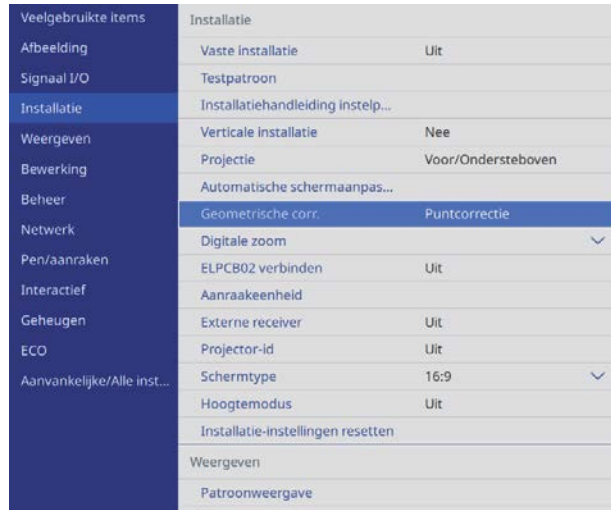 Veelgebruikte items
Afbeelding
Signaal I/O
Installatie
Weergeven
Bewerking
Beheer
Netwerk
Pen/aanraken
Interactief
Geheugen
ECO
Aanvankelijke/Alle inst...
Installatie
Vaste installatie Uit
Testpatroon
Installatiehandleiding instelp...
Verticale installatie Nee
Projectie Voor/Ondersteboven
Automatische schermaanpas...
Geometrische corr. Puntcorrectie
Digitale zoom
ELPCB02 verbinden Uit
Aanraakeenheid
Externe receiver Uit
Projector-id Uit
Schermtype 16:9
Hoogtemodus Uit
Installatie-instellingen resetten
Weergeven
Patroonweergave